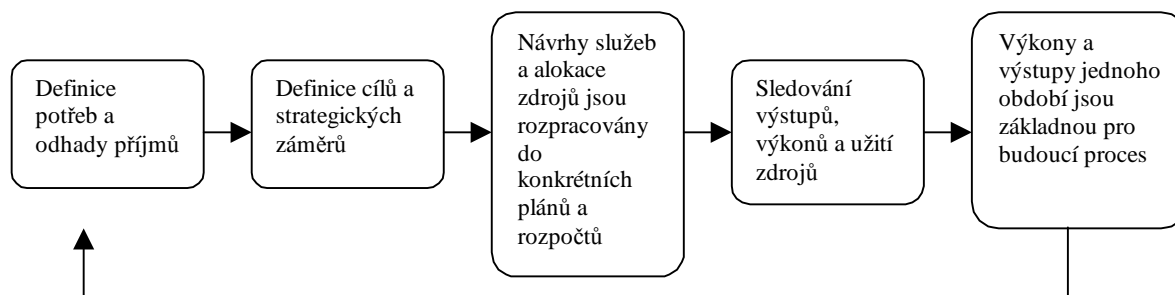 Definice
potřeb a
odhady příjmů
Definice cílů a
strategických
záměrů
Návrhy služeb
a alokace
zdrojů jsou
rozpracovány
do
konkrétních
plánů a
rozpočtů
Sledování
výstupů,
výkonů a užití
zdrojů
Výkony a
výstupy jednoho
období jsou
základnou pro
budoucí proces